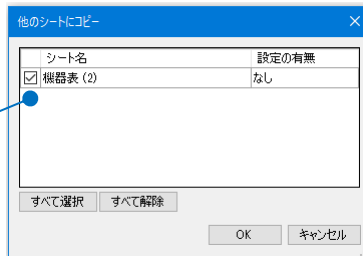 他のシートにコピー
シート名 設定の有無
機器表 (2) なし
すべて選択 すべて解除
OK キャンセル